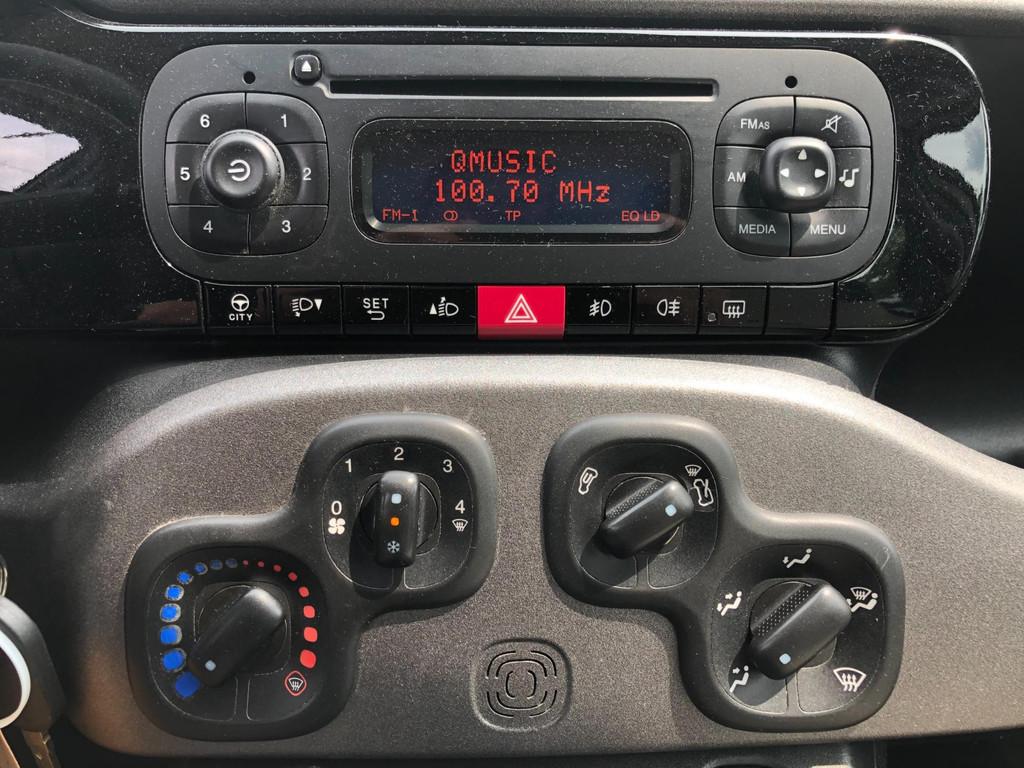 6 1
5 2
4 3
QMUSIC
100.70 MHz
FM-1 TP EQ LD
FMAS
AM
MEDIA MENU
CITY
SET
0 1 2 3 4